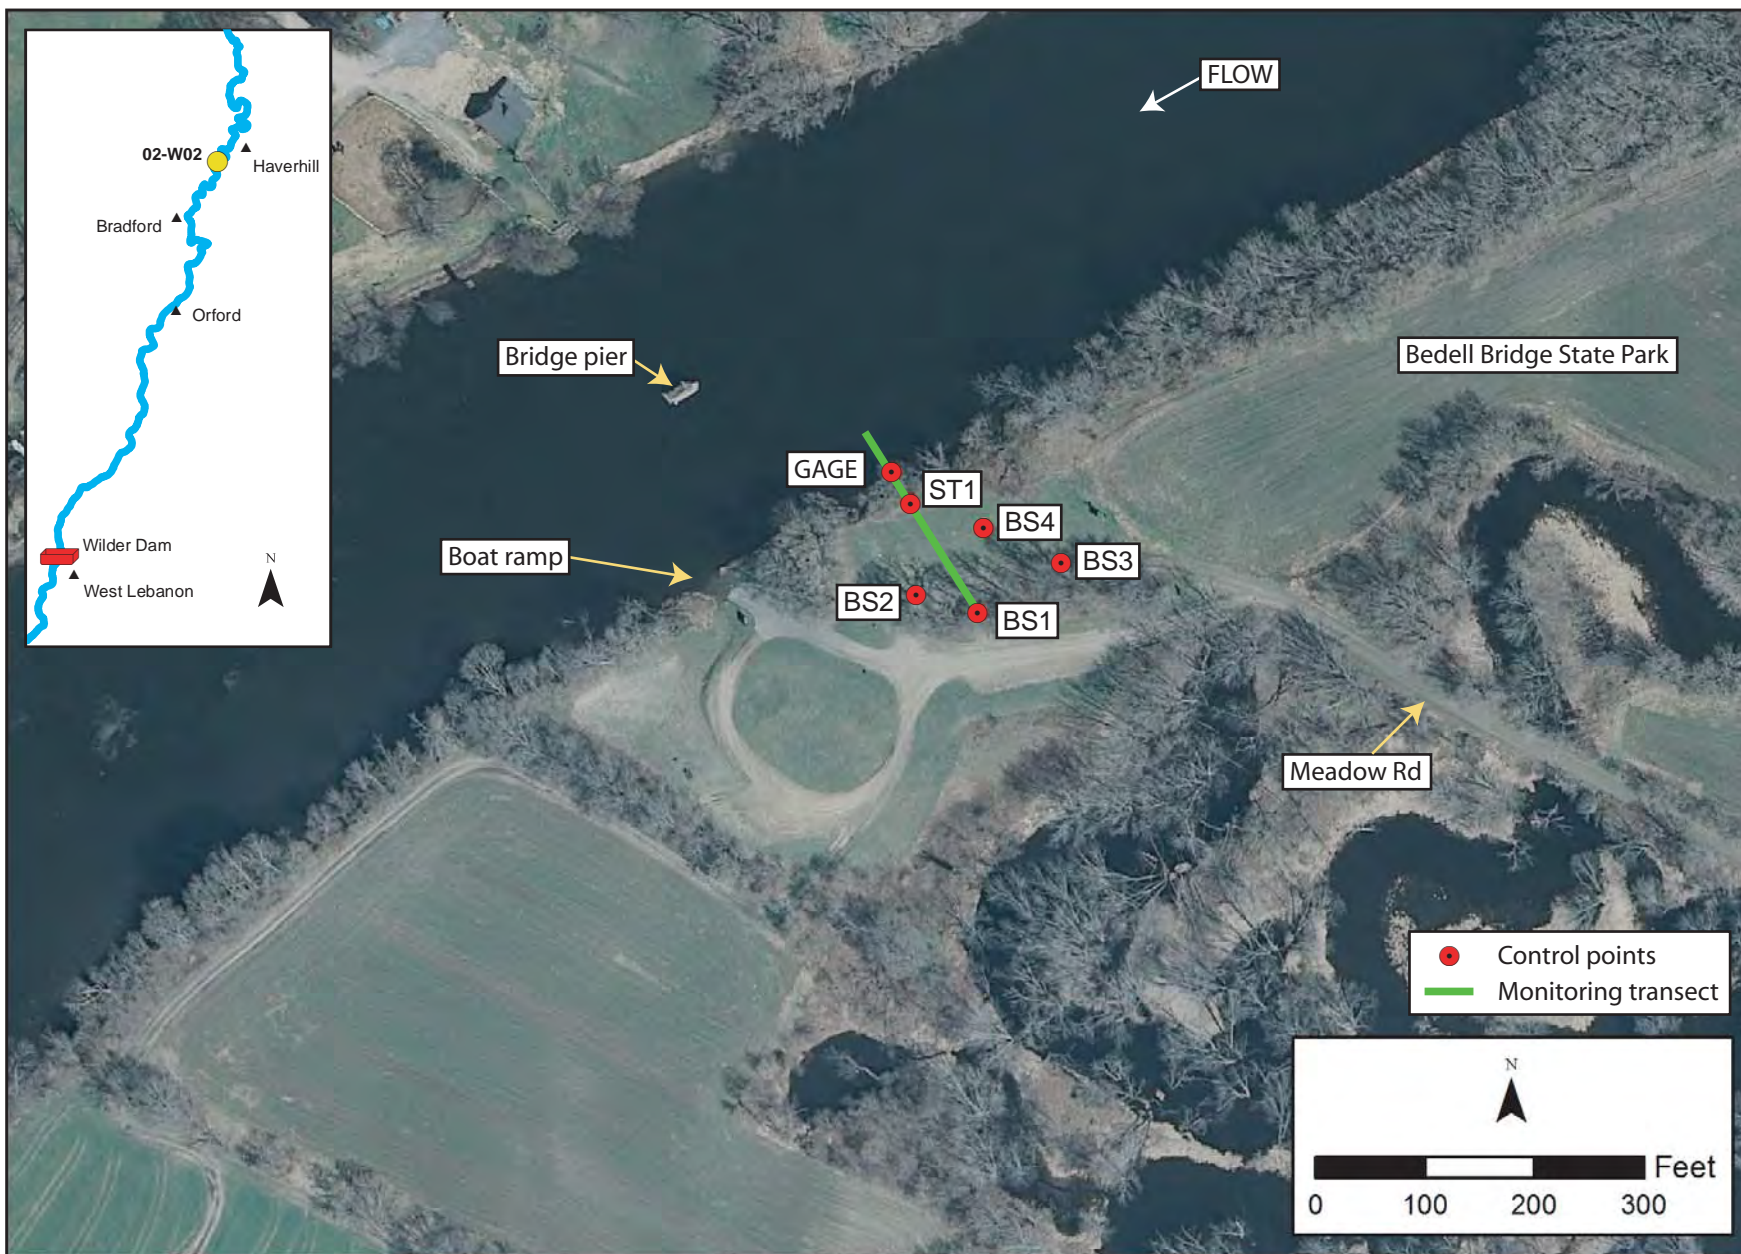 FLOW
02-W02
Haverhill
Bradford
Orford
Wilder Dam
West Lebanon
N
Bridge pier
Bedell Bridge State Park
GAGE
ST1
BS4
BS3
Boat ramp
BS2
BS1
Meadow Rd
Control points
Monitoring transect
N
Feet
0 100 200 300